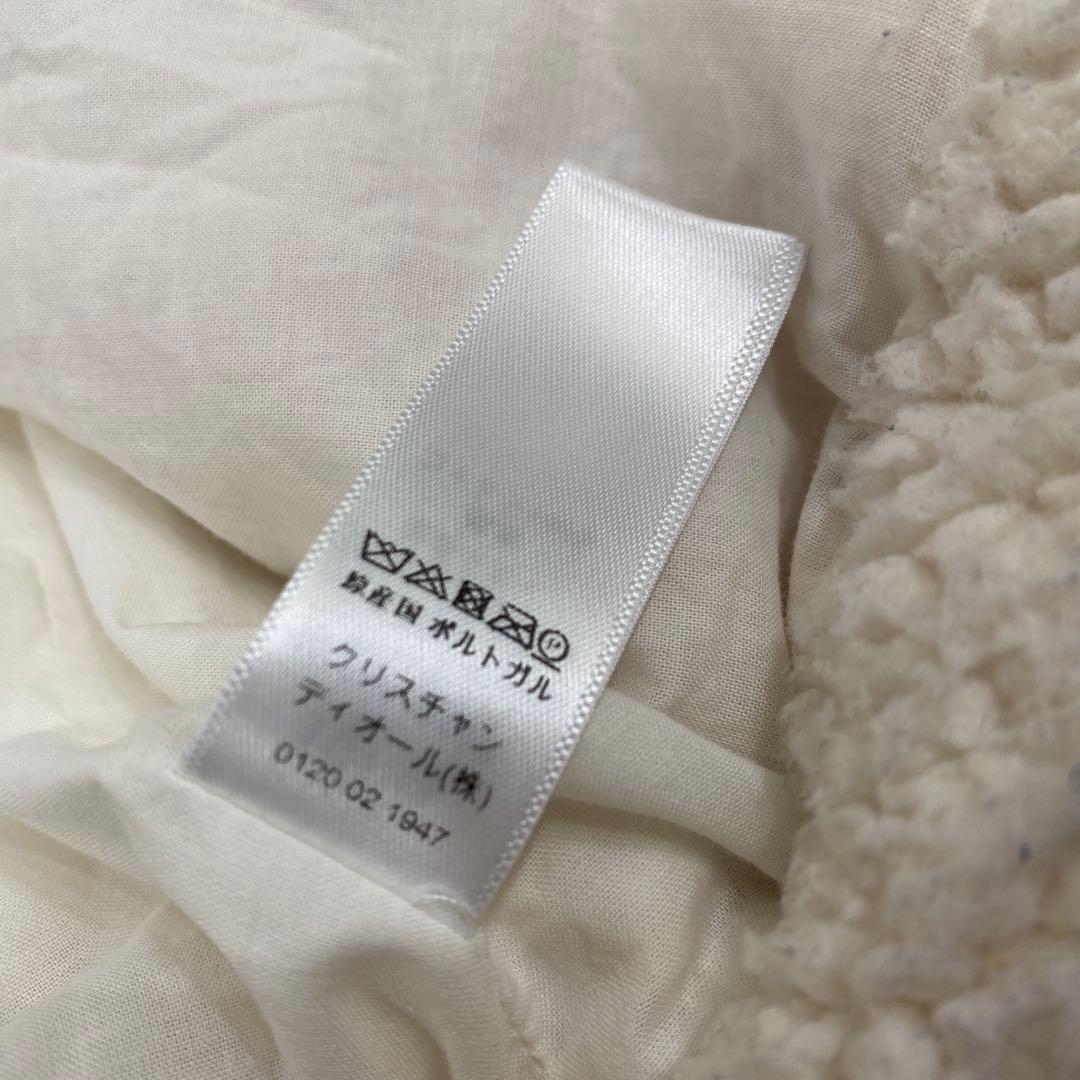 原産国 ポルトガル
クリスチャン
ディオール(株)
0120 02 1947